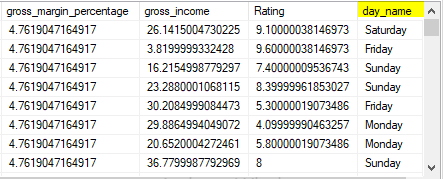 gross_margin_percentage gross_income Rating day_name
4.7619047164917 26.1415004730225 9.10000038146973 Saturday
4.7619047164917 3.8199999332428 9.60000038146973 Friday
4.7619047164917 16.2154998779297 7.40000009536743 Sunday
4.7619047164917 23.2880001068115 8.39999961853027 Sunday
4.7619047164917 30.2084999084473 5.30000019073486 Friday
4.7619047164917 29.8864994049072 4.09999990463257 Monday
4.7619047164917 20.6520004272461 5.80000019073486 Monday
4.7619047164917 36.7799987792969 8 Sunday